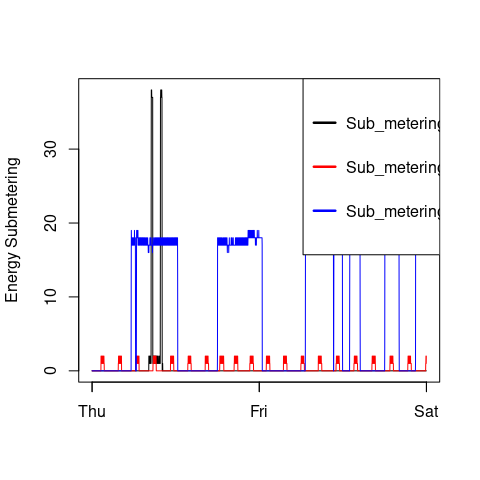 Energy Submetering
30
20
10
0
Thu
Fri
Sat
Sub_metering
Sub_metering
Sub_metering